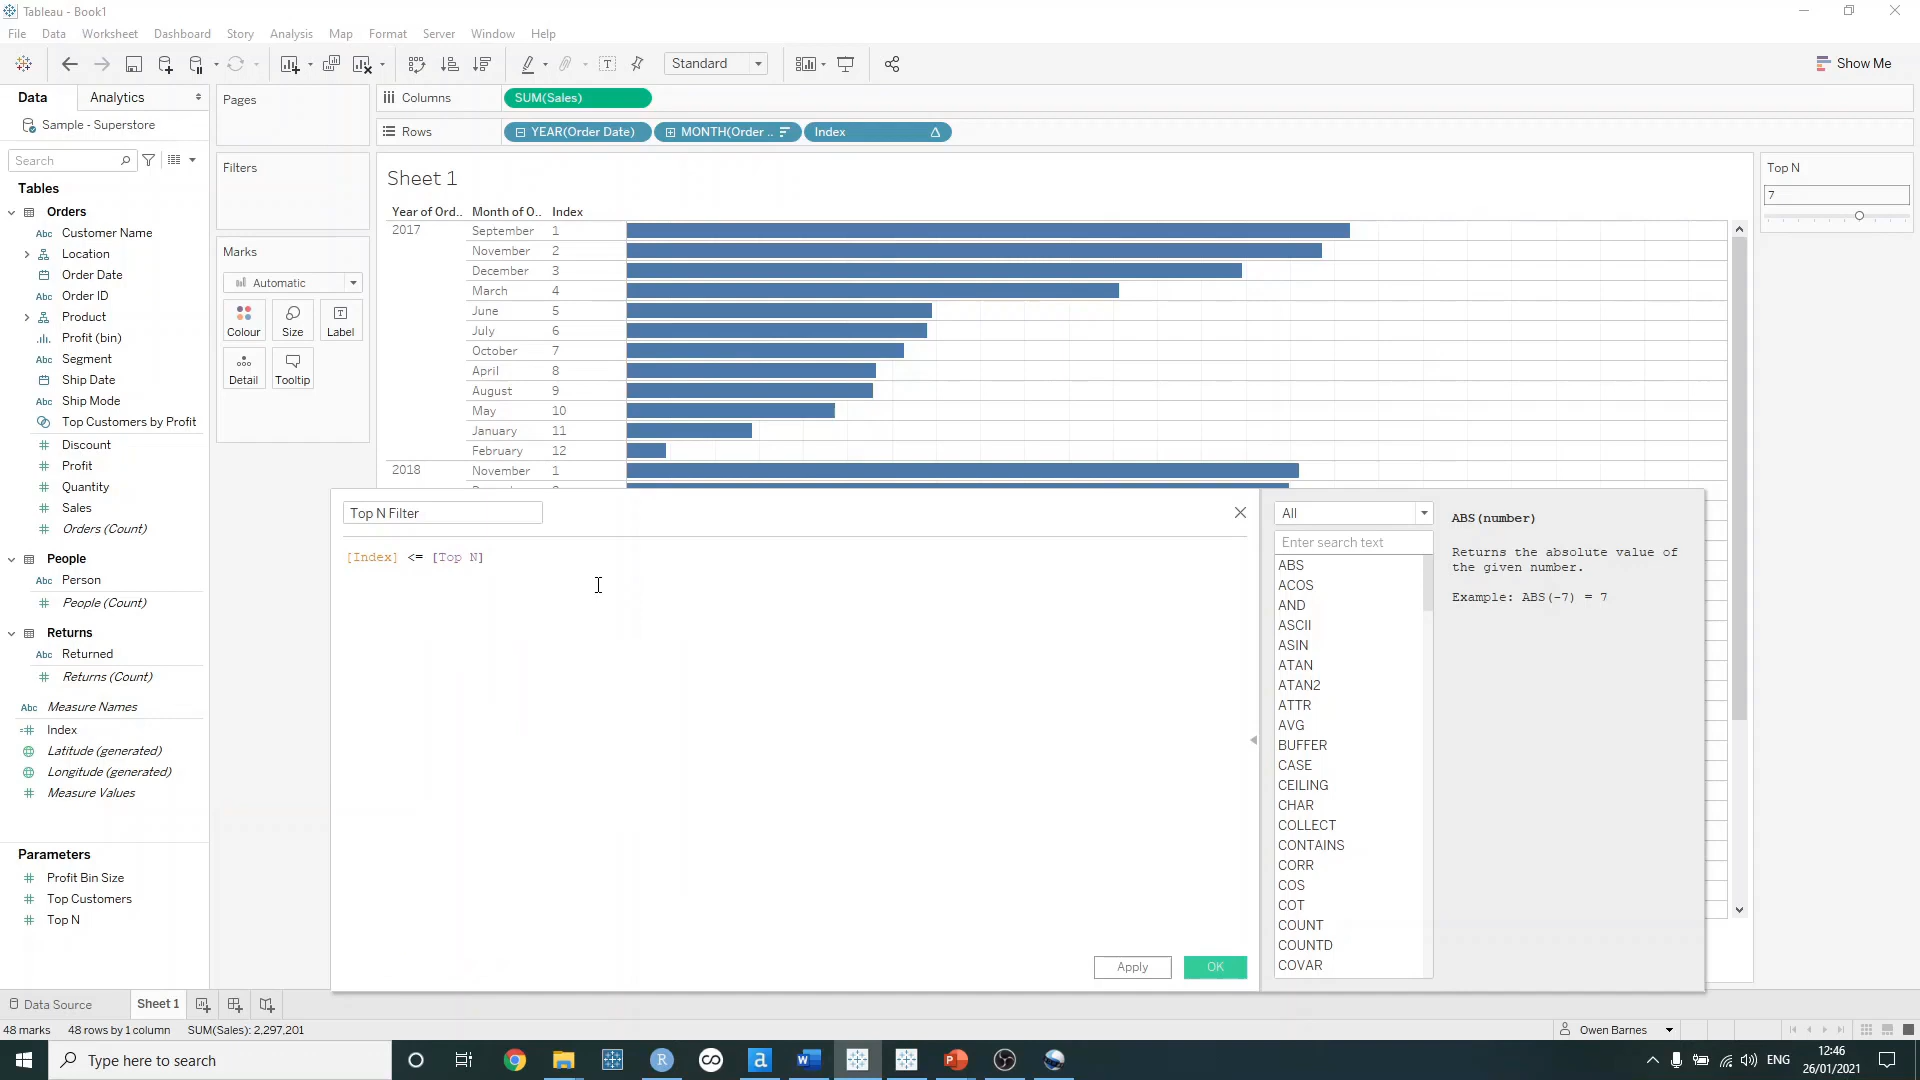 Tableau - Book1
File Data Worksheet Dashboard Story Analysis Map Format Server Window Help
Standard
Show Me
Data Analytics
Sample - Superstore
Search
Tables
Orders
Customer Name
Location
Order Date
Order ID
Product
Profit (bin)
Segment
Ship Date
Ship Mode
Top Customers by Profit
Discount
Profit
Quantity
Sales
Orders (Count)
People
Person
People (Count)
Returns
Returned
Returns (Count)
Measure Names
Index
Latitude (generated)
Longitude (generated)
Measure Values
Parameters
Profit Bin Size
Top Customers
Top N
Pages
Filters
Marks
Automatic
Colour Size Label
Detail Tooltip
Columns SUM(Sales)
Rows YEAR(Order Date) MONTH(Order .. Index
Sheet 1
Year of Ord.. Month of O.. Index
2017 September 1
November 2
December 3
March 4
June 5
July 6
October 7
April 8
August 9
May 10
January 11
February 12
2018 November 1
Top N
7
Top N Filter
[Index] <= [Top N]
Apply OK
All
Enter search text
ABS
ACOS
AND
ASCII
ASIN
ATAN
ATAN2
ATTR
AVG
BUFFER
CASE
CEILING
CHAR
COLLECT
CONTAINS
CORR
COS
COT
COUNT
COUNTD
COVAR
ABS(number)
Returns the absolute value of
the given number.
Example: ABS(-7) = 7
Data Source Sheet 1
48 marks 48 rows by 1 column SUM(Sales): 2,297,201
Owen Barnes
Type here to search
ENG
12:46
26/01/2021